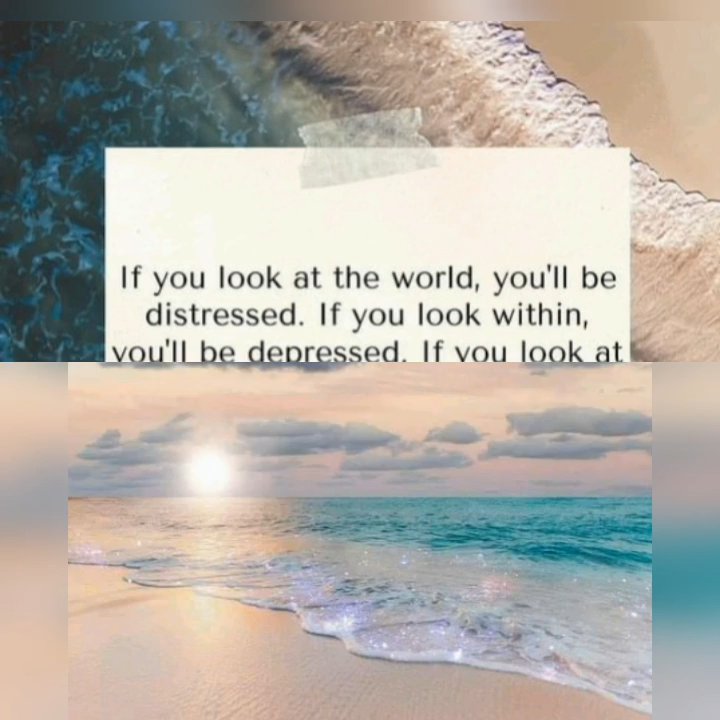 If you look at the world, you'll be
distressed. If you look within,
you'll be depressed. If you look at